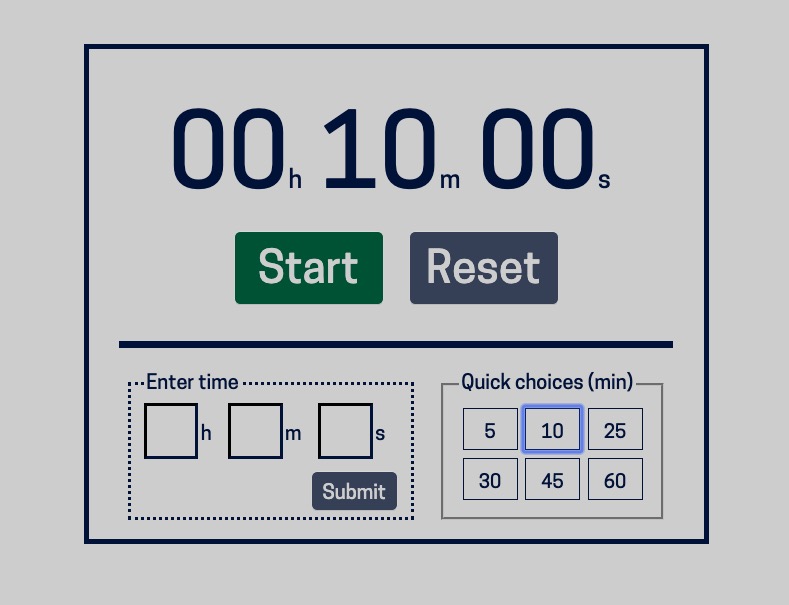 00h 10m 00s
Start Reset
Enter time
h m s
Submit
Quick choices (min)
5 10 25
30 45 60